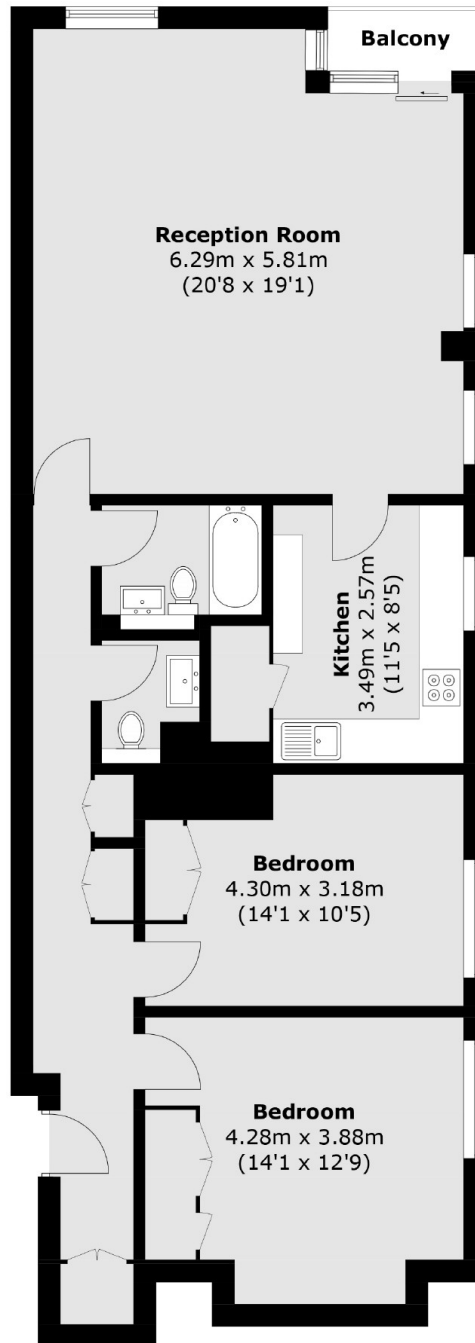 Balcony
Reception Room
6.29m x 5.81m
(20'8 x 19'1)
Kitchen
3.49m x 2.57m
(11'5 x 8'5)
Bedroom
4.30m x 3.18m
(14'1 x 10'5)
Bedroom
4.28m x 3.88m
(14'1 x 12'9)